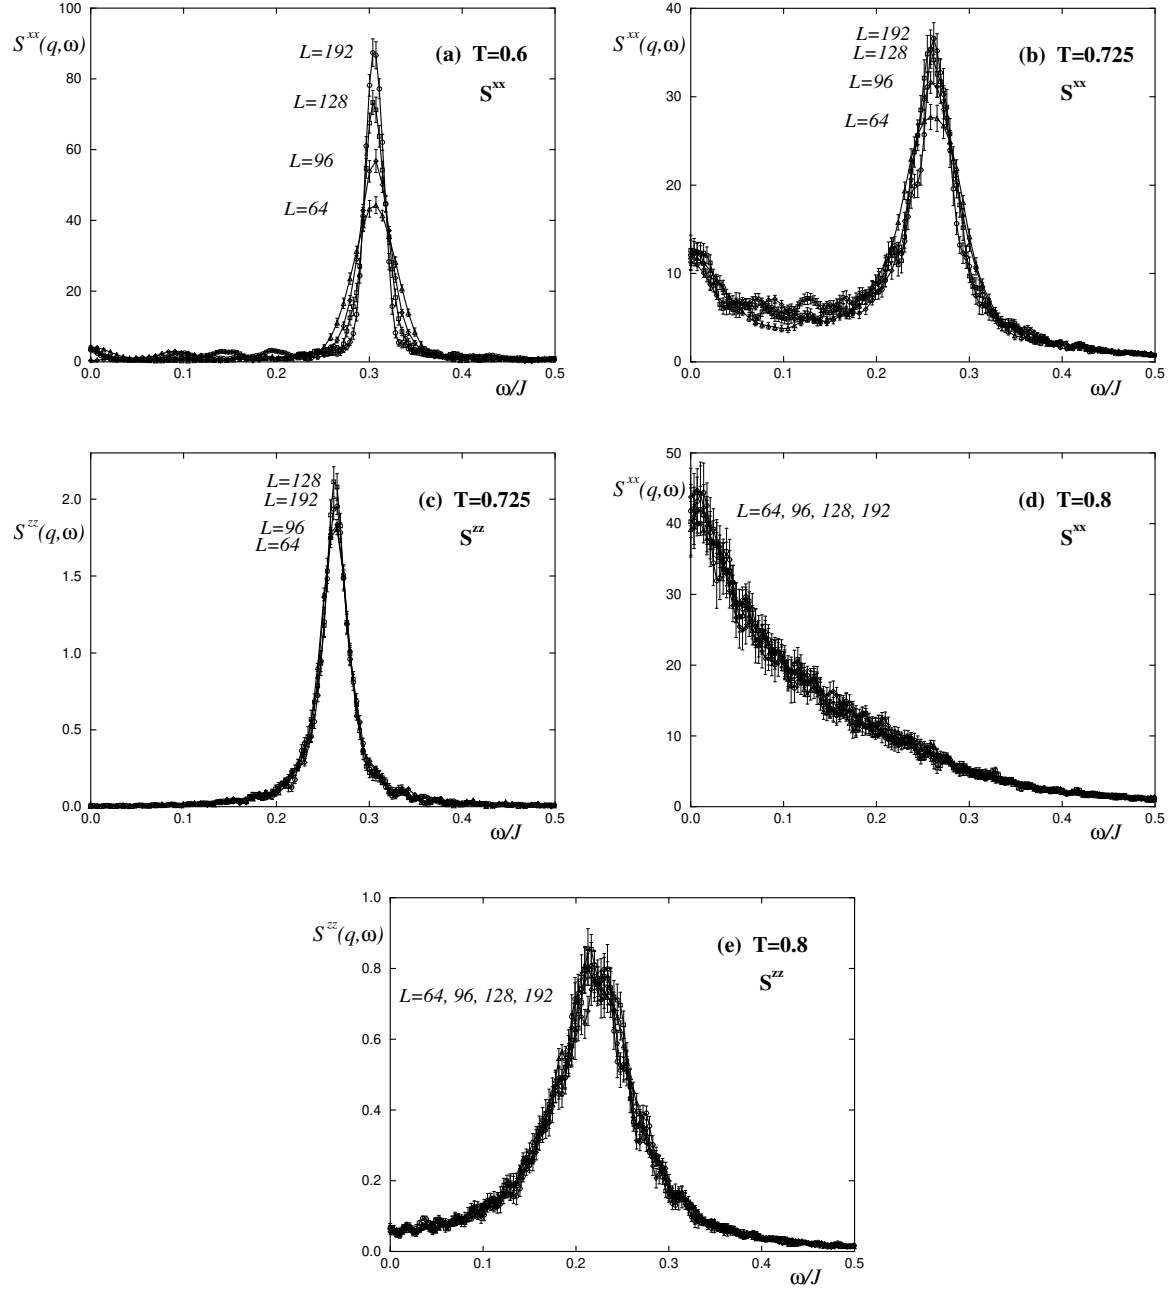 S^{xx}(q,ω)
100
80
60
40
20
0
0.0 0.1 0.2 0.3 0.4 0.5
ω/J
L=192
L=128
L=96
L=64
(a) T=0.6
S^{xx}
S^{xx}(q,ω)
40
30
20
10
0
0.0 0.1 0.2 0.3 0.4 0.5
ω/J
L=192
L=128
L=96
L=64
(b) T=0.725
S^{xx}
S^{zz}(q,ω)
2.0
1.5
1.0
0.5
0.0
0.0 0.1 0.2 0.3 0.4 0.5
ω/J
L=128
L=192
L=96
L=64
(c) T=0.725
S^{zz}
S^{xx}(q,ω)
50
40
30
20
10
0
0.0 0.1 0.2 0.3 0.4 0.5
ω/J
L=64, 96, 128, 192
(d) T=0.8
S^{xx}
S^{zz}(q,ω)
1.0
0.8
0.6
0.4
0.2
0.0
0.0 0.1 0.2 0.3 0.4 0.5
ω/J
L=64, 96, 128, 192
(e) T=0.8
S^{zz}